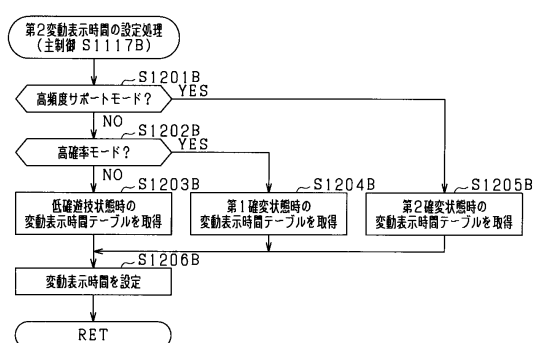 第2変動表示時間の設定処理
(主制御 S1117B)
S1201B
高頻度サポートモード?
YES
NO
S1202B
高確率モード?
YES
NO
S1203B
低確遊技状態時の
変動表示時間テーブルを取得
S1204B
第1確変状態時の
変動表示時間テーブルを取得
S1205B
第2確変状態時の
変動表示時間テーブルを取得
S1206B
変動表示時間を設定
RET